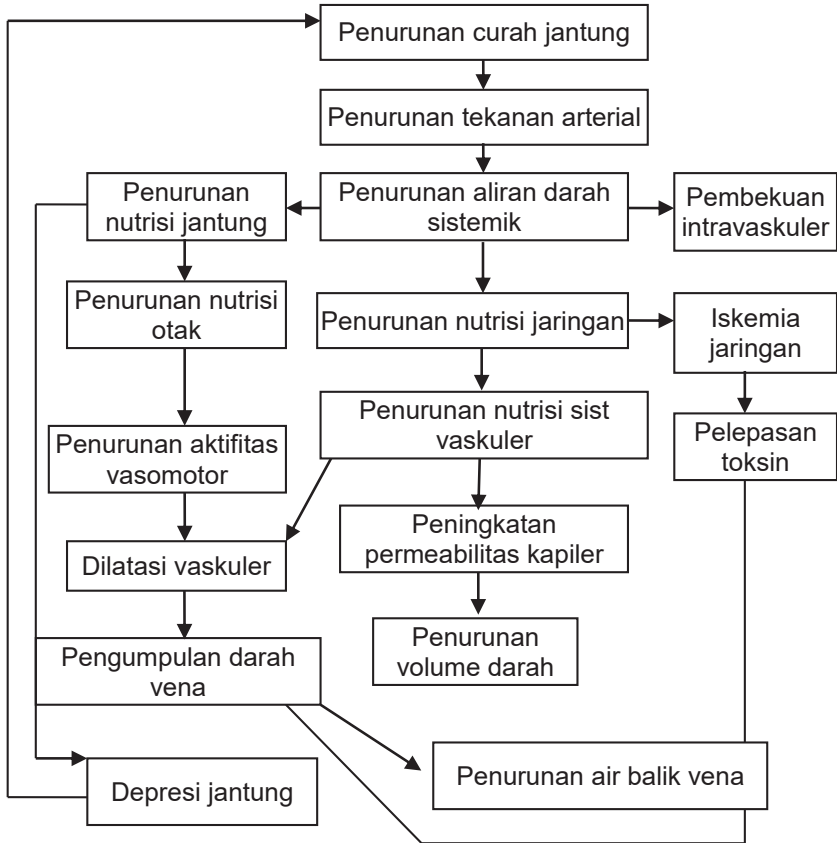 Penurunan curah jantung
Penurunan tekanan arterial
Penurunan
nutrisi jantung
Penurunan aliran darah
sistemik
Pembekuan
intravaskuler
Penurunan nutrisi
otak
Penurunan nutrisi jaringan
Iskemia
jaringan
Penurunan aktifitas
vasomotor
Penurunan nutrisi sist
vaskuler
Pelepasan
toksin
Dilatasi vaskuler
Peningkatan
permeabilitas kapiler
Pengumpulan darah
vena
Penurunan
volume darah
Depresi jantung
Penurunan air balik vena